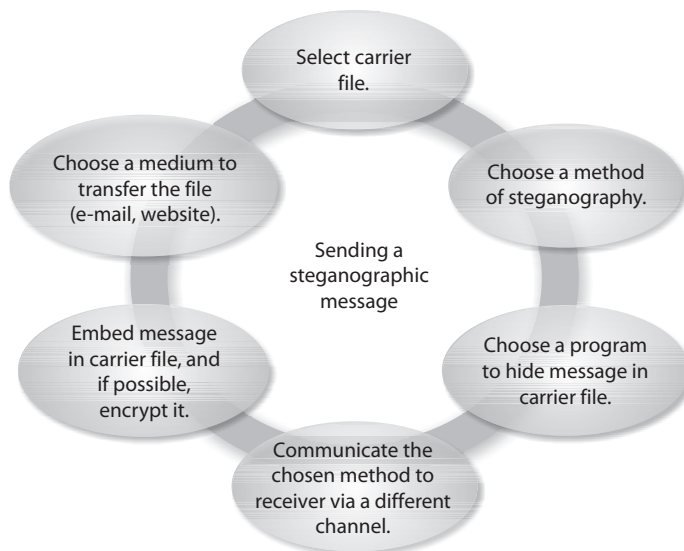 Select carrier
file.
Choose a method
of steganography.
Choose a program
to hide message in
carrier file.
Communicate the
chosen method to
receiver via a different
channel.
Embed message
in carrier file, and
if possible,
encrypt it.
Choose a medium to
transfer the file
(e-mail, website).
Sending a
steganographic
message